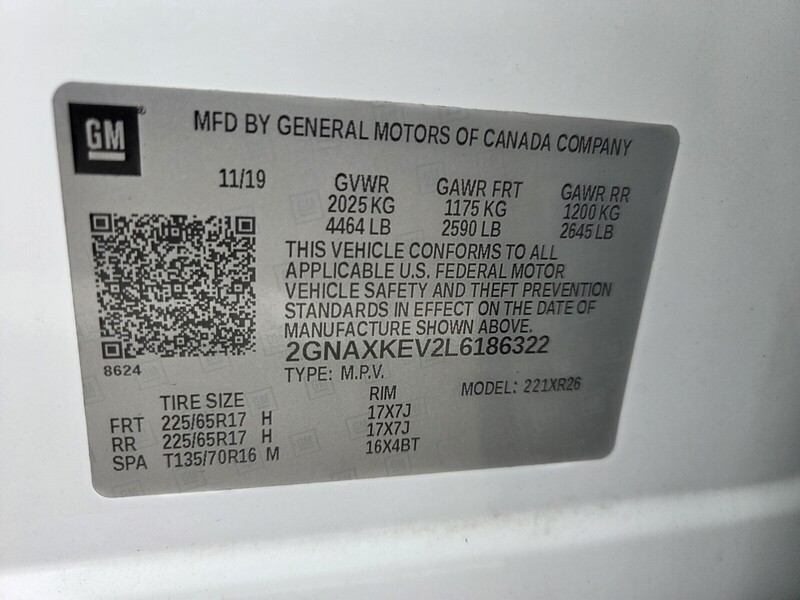 GM
MFD BY GENERAL MOTORS OF CANADA COMPANY
11/19 GVWR GAWR FRT GAWR RR
2025 KG 1175 KG 1200 KG
4464 LB 2590 LB 2645 LB
THIS VEHICLE CONFORMS TO ALL
APPLICABLE U.S. FEDERAL MOTOR
VEHICLE SAFETY AND THEFT PREVENTION
STANDARDS IN EFFECT ON THE DATE OF
MANUFACTURE SHOWN ABOVE.
8624
2GNAXKEV2L6186322
TYPE: M.P.V. MODEL: 221XR26
TIRE SIZE RIM
FRT 225/65R17 H 17X7J
RR 225/65R17 H 17X7J
SPA T135/70R16 M 16X4BT